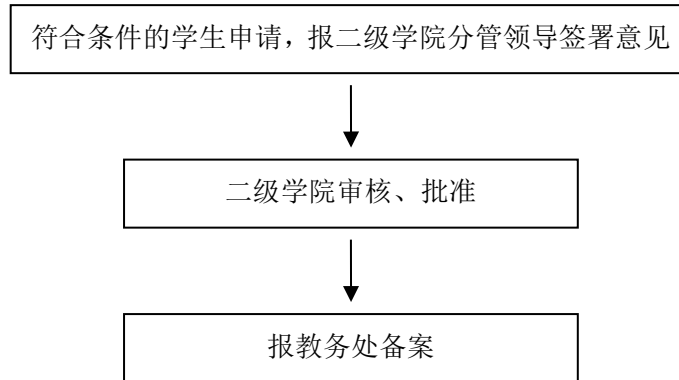 符合条件的学生申请，报二级学院分管领导签署意见
二级学院审核、批准
报教务处备案